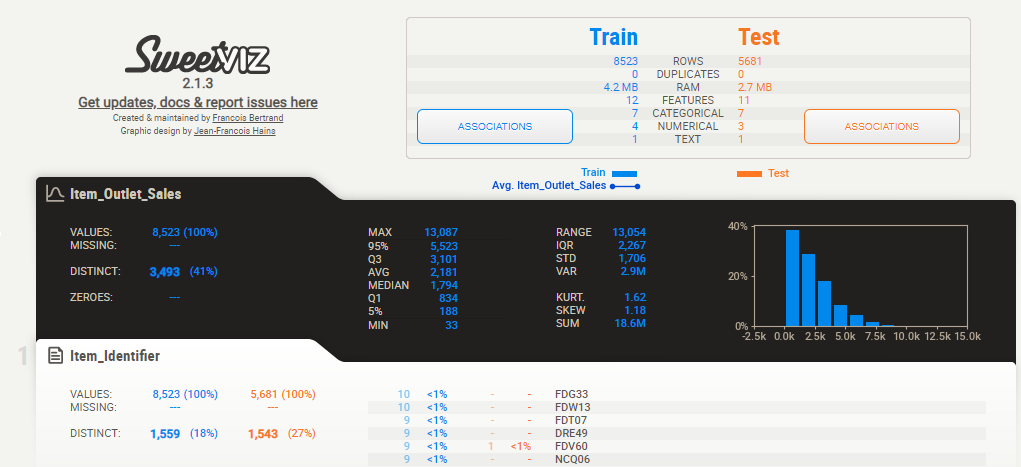 SweetVIZ
2.1.3
Get updates, docs & report issues here
Created & maintained by Francois Bertrand
Graphic design by Jean-Francois Hains
Train Test
8523 ROWS 5681
0 DUPLICATES 0
4.2 MB RAM 2.7 MB
12 FEATURES 11
7 CATEGORICAL 7
4 NUMERICAL 3
1 TEXT 1
ASSOCIATIONS
ASSOCIATIONS
Train
Avg. Item_Outlet_Sales
Test
Item_Outlet_Sales
VALUES: 8,523 (100%)
MISSING: ---
DISTINCT: 3,493 (41%)
ZEROES: ---
MAX 13,087
95% 5,523
Q3 3,101
AVG 2,181
MEDIAN 1,794
Q1 834
5% 188
MIN 33
RANGE 13,054
IQR 2,267
STD 1,706
VAR 2.9M
KURT. 1.62
SKEW 1.18
SUM 18.6M
40%
20%
0%
-2.5k 0.0k 2.5k 5.0k 7.5k 10.0k 12.5k 15.0k
1
Item_Identifier
VALUES: 8,523 (100%) 5,681 (100%)
MISSING: --- ---
DISTINCT: 1,559 (18%) 1,543 (27%)
10 <1% - - FDG33
10 <1% - - FDW13
9 <1% - - FDT07
9 <1% - - DRE49
9 <1% 1 <1% FDV60
9 <1% - - NCQ06